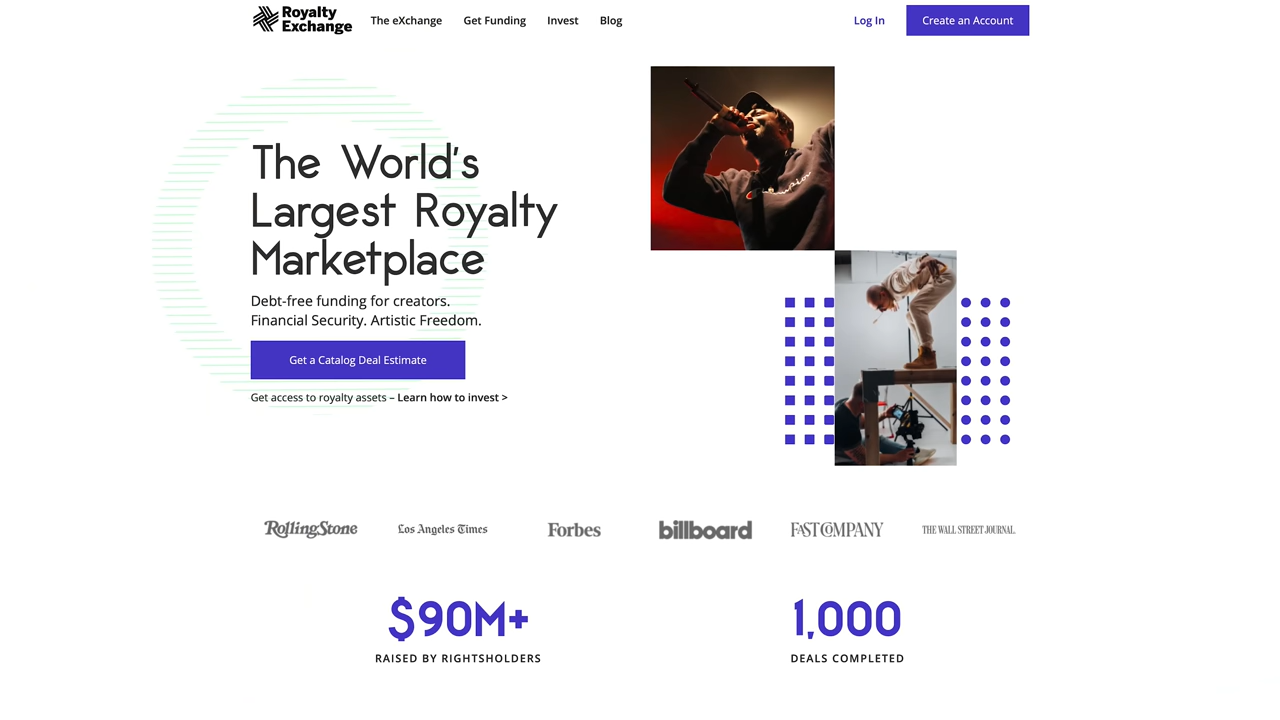 Royalty
Exchange
The eXchange
Get Funding
Invest
Blog
Log In
Create an Account
The World's
Largest Royalty
Marketplace
Debt-free funding for creators.
Financial Security. Artistic Freedom.
Get a Catalog Deal Estimate
Get access to royalty assets – Learn how to invest >
Champion
RollingStone
Los Angeles Times
Forbes
billboard
FAST COMPANY
THE WALL STREET JOURNAL.
$90M+
RAISED BY RIGHTSHOLDERS
1,000
DEALS COMPLETED